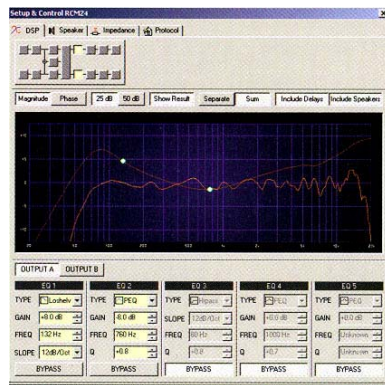 Setup & Control RCM24
DSP Speaker Impedance Protocol
Magnitude Phase 25 dB 50 dB Show Result Separate Sum Include Delays Include Speakers
OUTPUT A OUTPUT B
EQ 1 EQ 2 EQ 3 EQ 4 EQ 5
TYPE Loshelv TYPE PEQ TYPE Hipass TYPE PEQ TYPE PEQ
GAIN +8.0 dB GAIN -8.0 dB SLOPE 12dB/Oct GAIN +0.0 dB GAIN +0.0 dB
FREQ 132 Hz FREQ 760 Hz FREQ 60 Hz FREQ 1000 Hz FREQ Unknown
SLOPE 12dB/Oct Q +0.8 Q +0.8 Q +0.7 Q Unknown
BYPASS BYPASS BYPASS BYPASS BYPASS